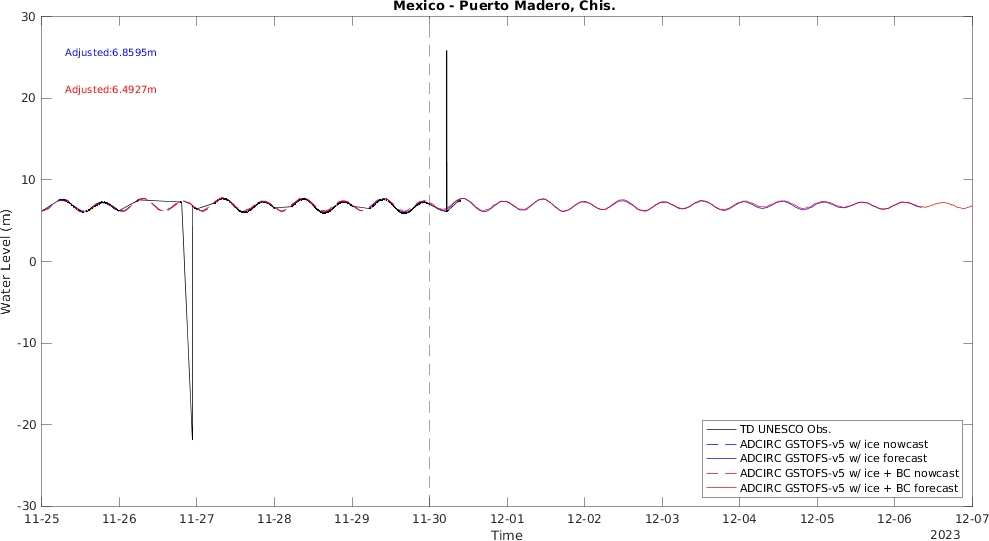 Mexico - Puerto Madero, Chis.
Adjusted:6.8595m
Adjusted:6.4927m
30
20
10
0
-10
-20
-30
Water Level (m)
11-25 11-26 11-27 11-28 11-29 11-30 12-01 12-02 12-03 12-04 12-05 12-06 12-07
Time
2023
TD UNESCO Obs.
ADCIRC GSTOFS-v5 w/ ice nowcast
ADCIRC GSTOFS-v5 w/ ice forecast
ADCIRC GSTOFS-v5 w/ ice + BC nowcast
ADCIRC GSTOFS-v5 w/ ice + BC forecast